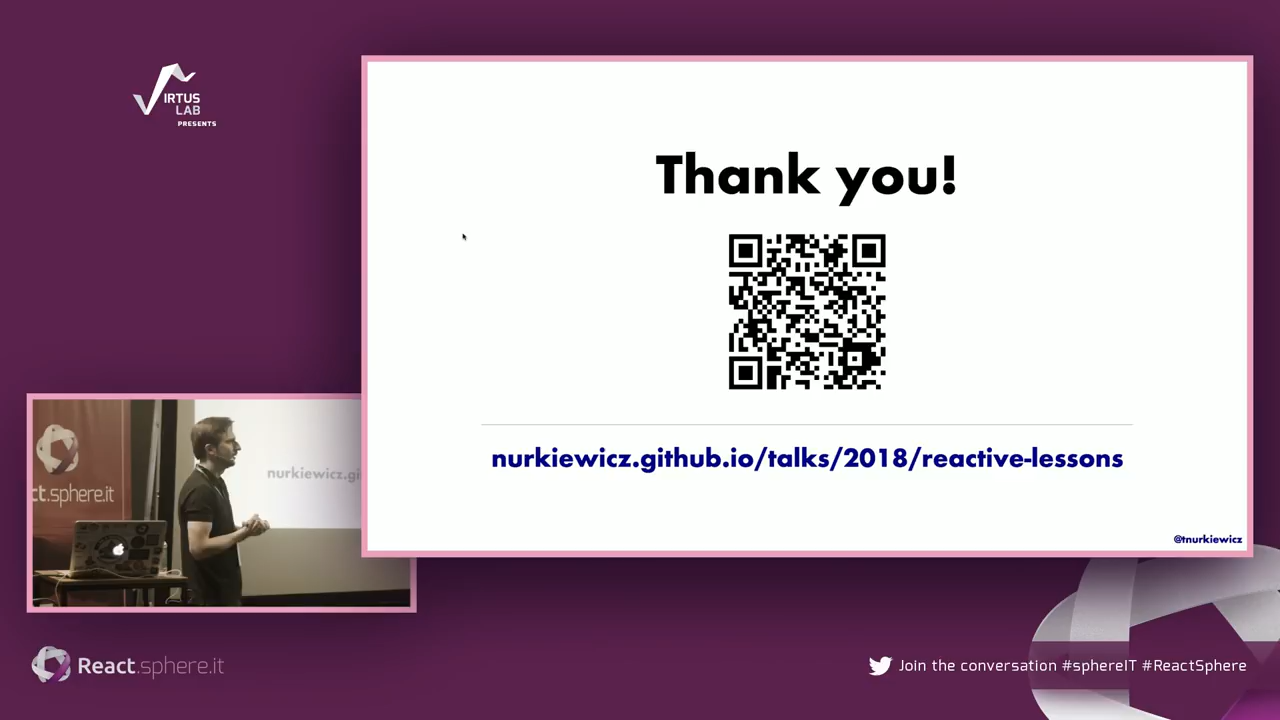 VIRTUS
LAB
PRESENTS
Thank you!
nurkiewicz.github.io/talks/2018/reactive-lessons
@tnurkiewicz
ct.sphere.it
nurkiewicz.gi
React.sphere.it
Join the conversation #sphereIT #ReactSphere